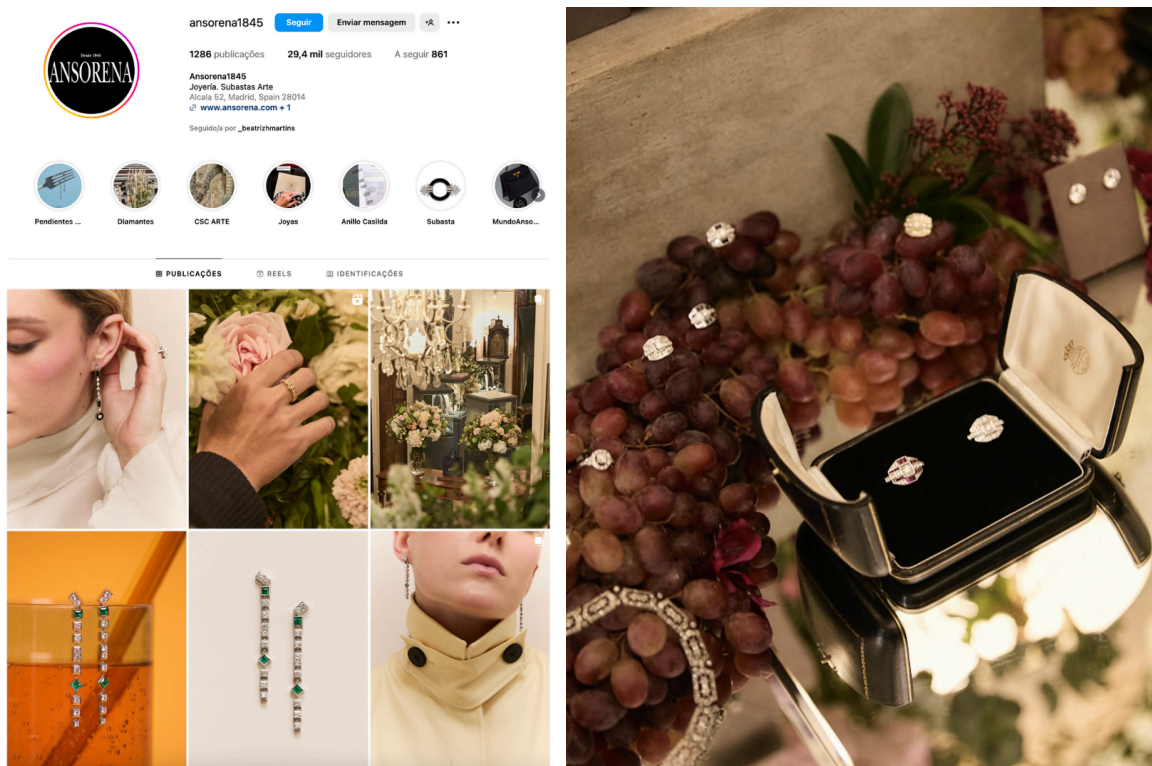 ansorena1845 Seguir Enviar mensagem
1286 publicações 29,4 mil seguidores A seguir 861
Ansorena1845
Joyería. Subastas Arte
Alcala 52, Madrid, Spain 28014
www.ansorena.com + 1
Seguido/a por _beatrizhmartins
Desde 1845
ANSORENA
Pendientes ... Diamantes CSC ARTE Joyas Anillo Casilda Subasta MundoAnso...
PUBLICAÇÕES REELS IDENTIFICAÇÕES